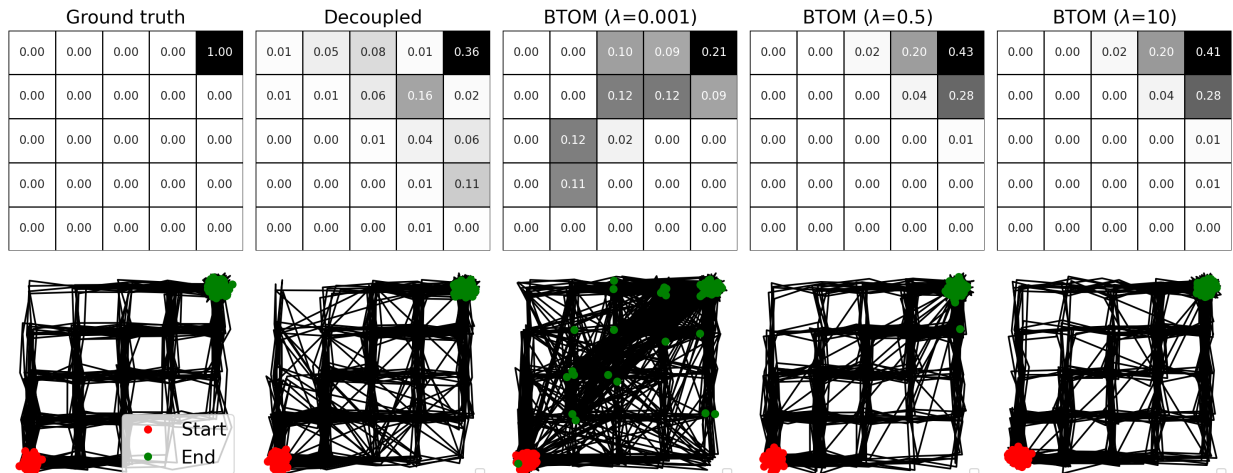 Ground truth Decoupled BTOM (λ=0.001) BTOM (λ=0.5) BTOM (λ=10)
0.00 0.00 0.00 0.00 1.00 0.01 0.05 0.08 0.01 0.36 0.00 0.00 0.10 0.09 0.21 0.00 0.00 0.02 0.20 0.43 0.00 0.00 0.02 0.20 0.41
0.00 0.00 0.00 0.00 0.00 0.01 0.01 0.06 0.16 0.02 0.00 0.00 0.12 0.12 0.09 0.00 0.00 0.00 0.04 0.28 0.00 0.00 0.00 0.04 0.28
0.00 0.00 0.00 0.00 0.00 0.00 0.00 0.01 0.04 0.06 0.00 0.12 0.02 0.00 0.00 0.00 0.00 0.00 0.00 0.01 0.00 0.00 0.00 0.00 0.01
0.00 0.00 0.00 0.00 0.00 0.00 0.00 0.00 0.01 0.11 0.00 0.11 0.00 0.00 0.00 0.00 0.00 0.00 0.00 0.00 0.00 0.00 0.00 0.00 0.01
0.00 0.00 0.00 0.00 0.00 0.00 0.00 0.00 0.01 0.00 0.00 0.00 0.00 0.00 0.00 0.00 0.00 0.00 0.00 0.00 0.00 0.00 0.00 0.00 0.00
Start
End